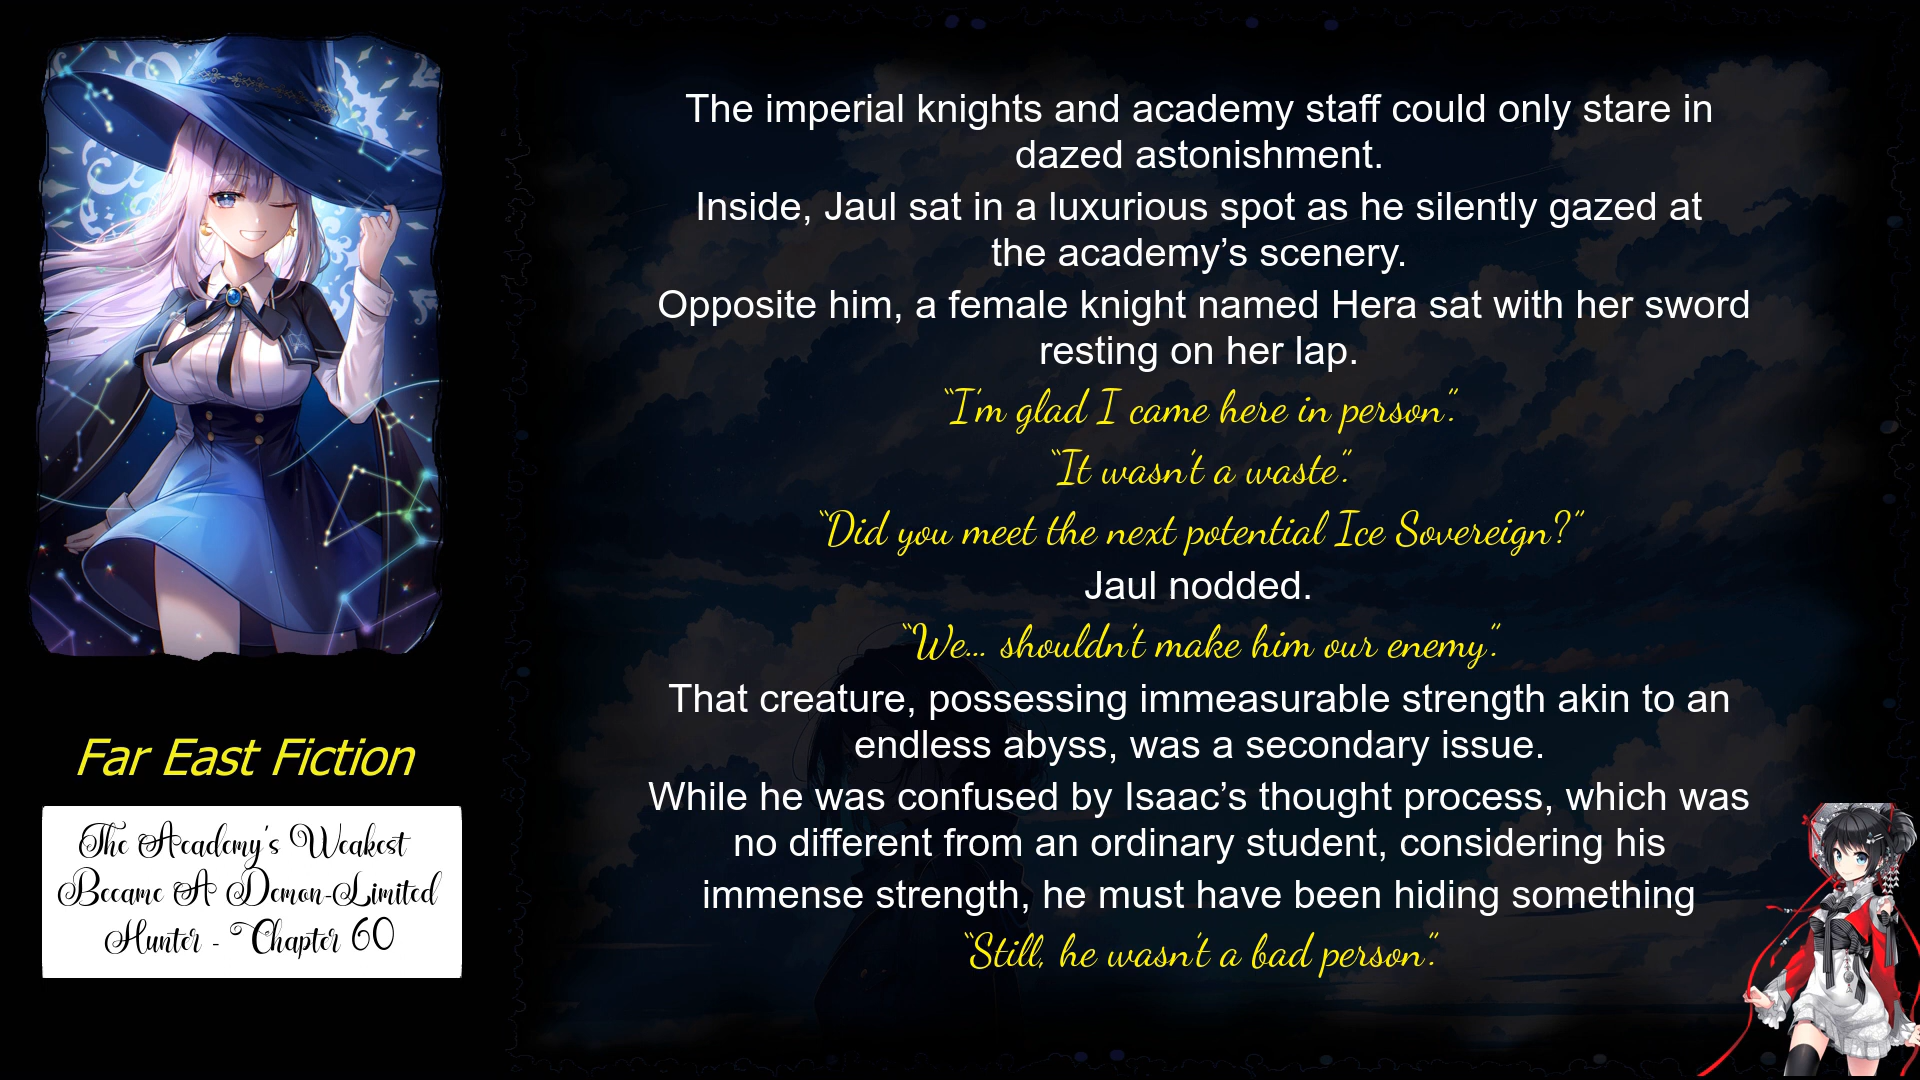 Far East Fiction
The Academy's Weakest
Became A Demon-Limited
Hunter - Chapter 60
The imperial knights and academy staff could only stare in
dazed astonishment.
Inside, Jaul sat in a luxurious spot as he silently gazed at
the academy’s scenery.
Opposite him, a female knight named Hera sat with her sword
resting on her lap.
“I’m glad I came here in person”.
“It wasn’t a waste”.
“Did you meet the next potential Ice Sovereign?”
Jaul nodded.
“We… shouldn’t make him our enemy”.
That creature, possessing immeasurable strength akin to an
endless abyss, was a secondary issue.
While he was confused by Isaac’s thought process, which was
no different from an ordinary student, considering his
immense strength, he must have been hiding something
“Still, he wasn’t a bad person”.